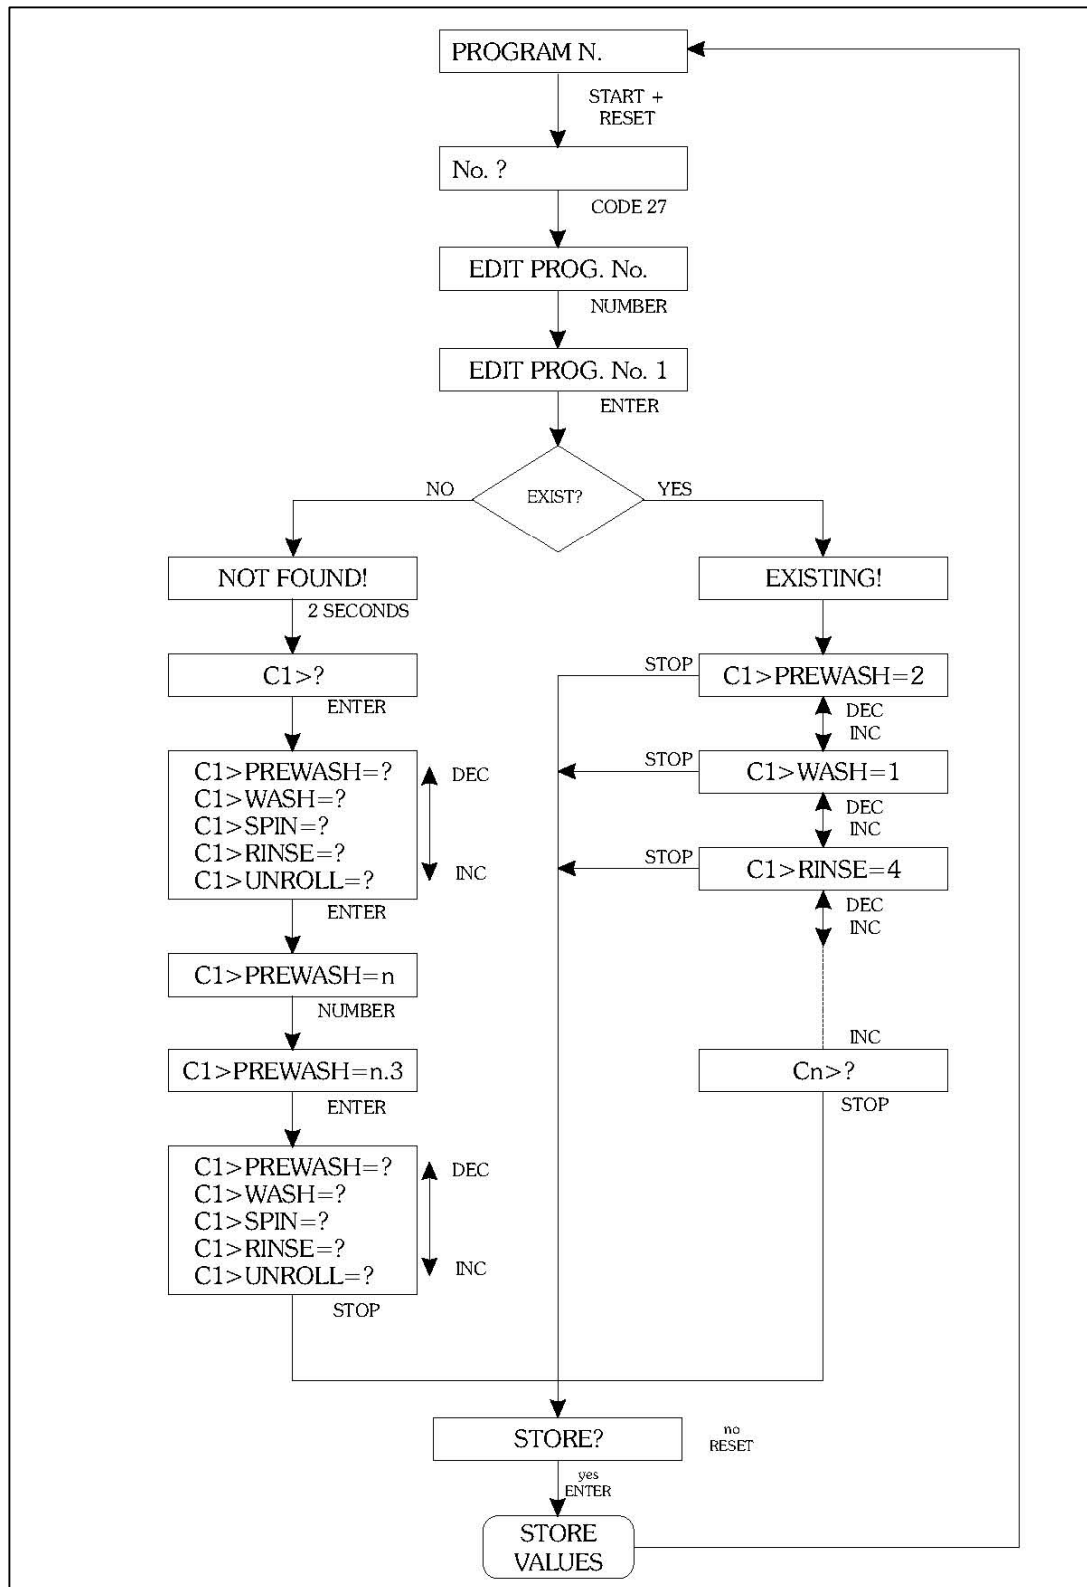 PROGRAM N.
START +
RESET
No. ?
CODE 27
EDIT PROG. No.
NUMBER
EDIT PROG. No. 1
ENTER
NO
EXIST?
YES
NOT FOUND!
2 SECONDS
C1>?
ENTER
C1>PREWASH=?
C1>WASH=?
C1>SPIN=?
C1>RINSE=?
C1>UNROLL=?
DEC
INC
ENTER
C1>PREWASH=n
NUMBER
C1>PREWASH=n.3
ENTER
C1>PREWASH=?
C1>WASH=?
C1>SPIN=?
C1>RINSE=?
C1>UNROLL=?
DEC
INC
STOP
EXISTING!
STOP
C1>PREWASH=2
DEC
INC
STOP
C1>WASH=1
DEC
INC
STOP
C1>RINSE=4
DEC
INC
INC
Cn>?
STOP
STORE?
no
RESET
yes
ENTER
STORE
VALUES